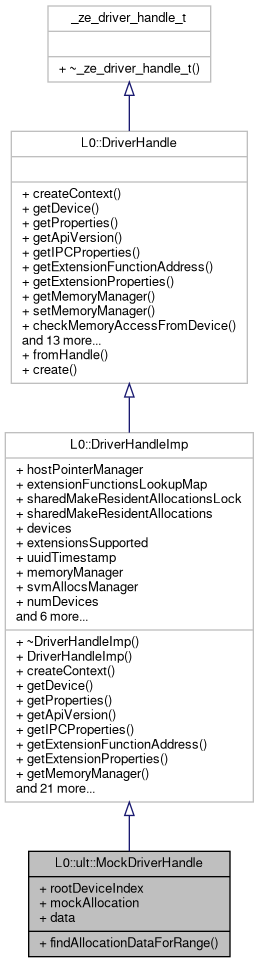 _ze_driver_handle_t
+ ~_ze_driver_handle_t()
L0::DriverHandle
+ createContext()
+ getDevice()
+ getProperties()
+ getApiVersion()
+ getIPCProperties()
+ getExtensionFunctionAddress()
+ getExtensionProperties()
+ getMemoryManager()
+ setMemoryManager()
+ checkMemoryAccessFromDevice()
and 13 more...
+ fromHandle()
+ create()
L0::DriverHandleImp
+ hostPointerManager
+ extensionFunctionsLookupMap
+ sharedMakeResidentAllocationsLock
+ sharedMakeResidentAllocations
+ devices
+ extensionsSupported
+ uuidTimestamp
+ memoryManager
+ svmAllocsManager
+ numDevices
and 6 more...
+ ~DriverHandleImp()
+ DriverHandleImp()
+ createContext()
+ getDevice()
+ getProperties()
+ getApiVersion()
+ getIPCProperties()
+ getExtensionFunctionAddress()
+ getExtensionProperties()
+ getMemoryManager()
and 21 more...
L0::ult::MockDriverHandle
+ rootDeviceIndex
+ mockAllocation
+ data
+ findAllocationDataForRange()